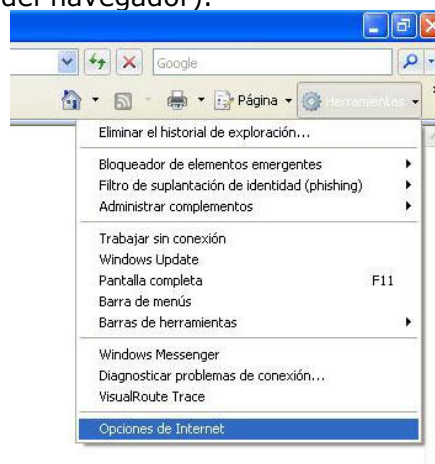 del navegador).
Google
Página
Herramientas
Eliminar el historial de exploración...
Bloqueador de elementos emergentes
Filtro de suplantación de identidad (phishing)
Administrar complementos
Trabajar sin conexión
Windows Update
Pantalla completa F11
Barra de menús
Barras de herramientas
Windows Messenger
Diagnosticar problemas de conexión...
VisualRoute Trace
Opciones de Internet